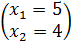 (x₁ = 5
x₂ = 4)